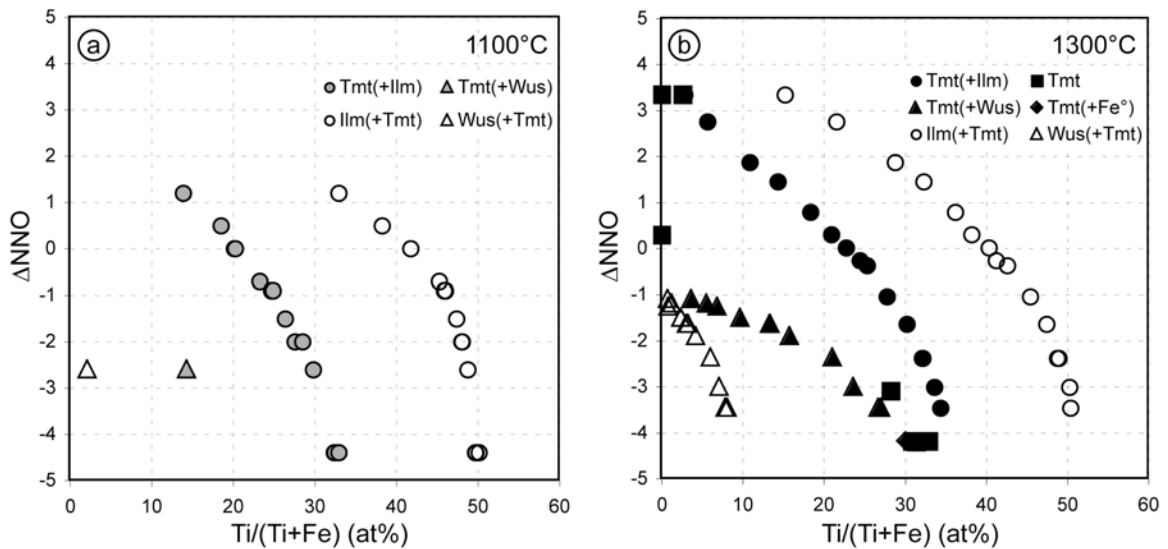 a
1100°C
Tmt(+Ilm) Tmt(+Wus)
Ilm(+Tmt) Wus(+Tmt)
5
4
3
2
1
0
-1
-2
-3
-4
-5
ΔNNO
0 10 20 30 40 50 60
Ti/(Ti+Fe) (at%)
b
1300°C
Tmt(+Ilm) Tmt
Tmt(+Wus) Tmt(+Fe°)
Ilm(+Tmt) Wus(+Tmt)
5
4
3
2
1
0
-1
-2
-3
-4
-5
ΔNNO
0 10 20 30 40 50 60
Ti/(Ti+Fe) (at%)